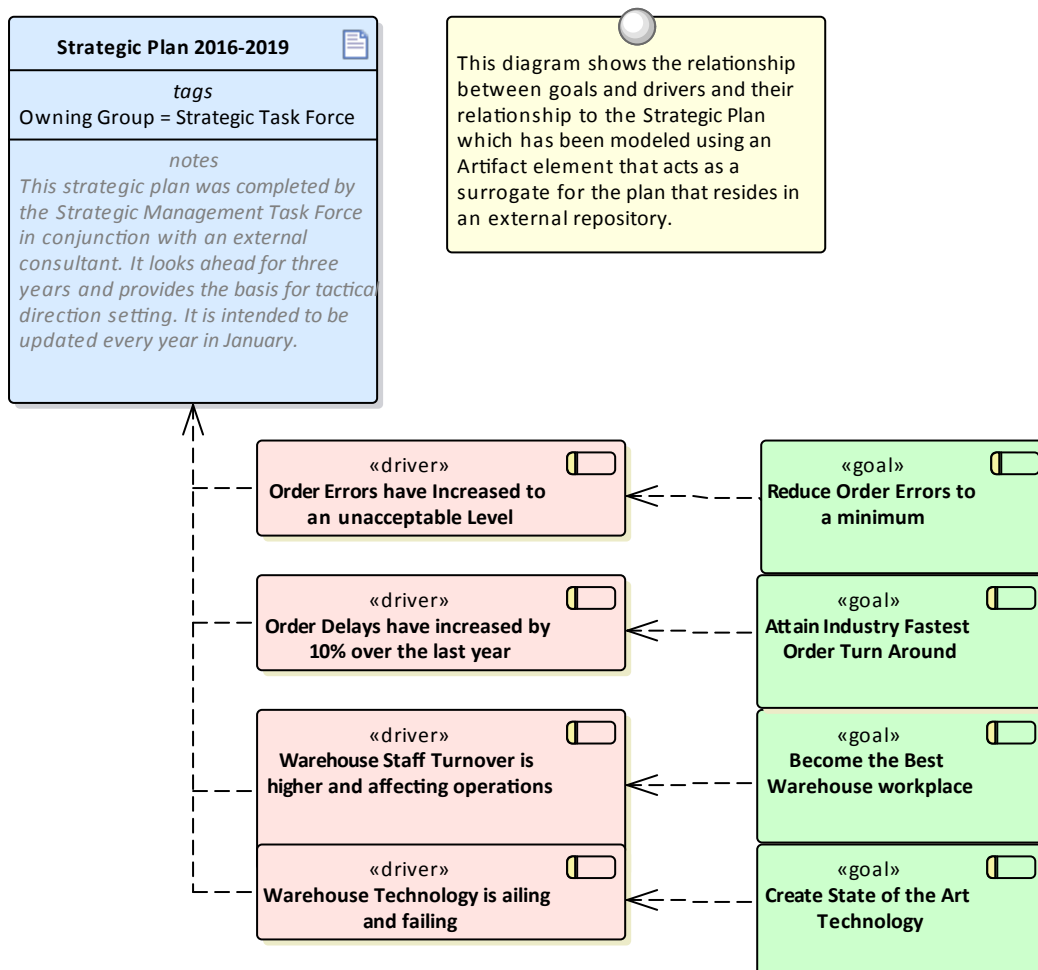 Strategic Plan 2016-2019
tags
Owning Group = Strategic Task Force
notes
This strategic plan was completed by
the Strategic Management Task Force
in conjunction with an external
consultant. It looks ahead for three
years and provides the basis for tactical
direction setting. It is intended to be
updated every year in January.
This diagram shows the relationship
between goals and drivers and their
relationship to the Strategic Plan
which has been modeled using an
Artifact element that acts as a
surrogate for the plan that resides in
an external repository.
«driver»
Order Errors have Increased to
an unacceptable Level
«goal»
Reduce Order Errors to
a minimum
«driver»
Order Delays have increased by
10% over the last year
«goal»
Attain Industry Fastest
Order Turn Around
«driver»
Warehouse Staff Turnover is
higher and affecting operations
«goal»
Become the Best
Warehouse workplace
«driver»
Warehouse Technology is ailing
and failing
«goal»
Create State of the Art
Technology